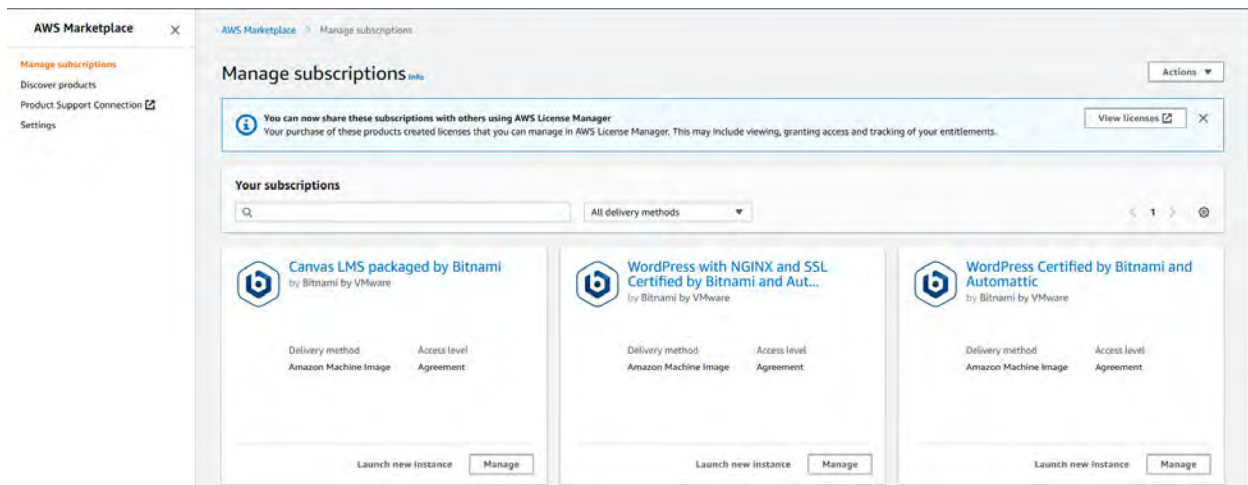 AWS Marketplace
Manage subscriptions
Discover products
Product Support Connection
Settings
AWS Marketplace > Manage subscriptions
Manage subscriptions Info
Actions
You can now share these subscriptions with others using AWS License Manager
Your purchase of these products created licenses that you can manage in AWS License Manager. This may include viewing, granting access and tracking of your entitlements.
View licenses
Your subscriptions
All delivery methods
< 1 >
Canvas LMS packaged by Bitnami
by Bitnami by VMware
Delivery method Access level
Amazon Machine Image Agreement
Launch new instance Manage
WordPress with NGINX and SSL
Certified by Bitnami and Aut...
by Bitnami by VMware
Delivery method Access level
Amazon Machine Image Agreement
Launch new instance Manage
WordPress Certified by Bitnami and
Automattic
by Bitnami by VMware
Delivery method Access level
Amazon Machine Image Agreement
Launch new instance Manage